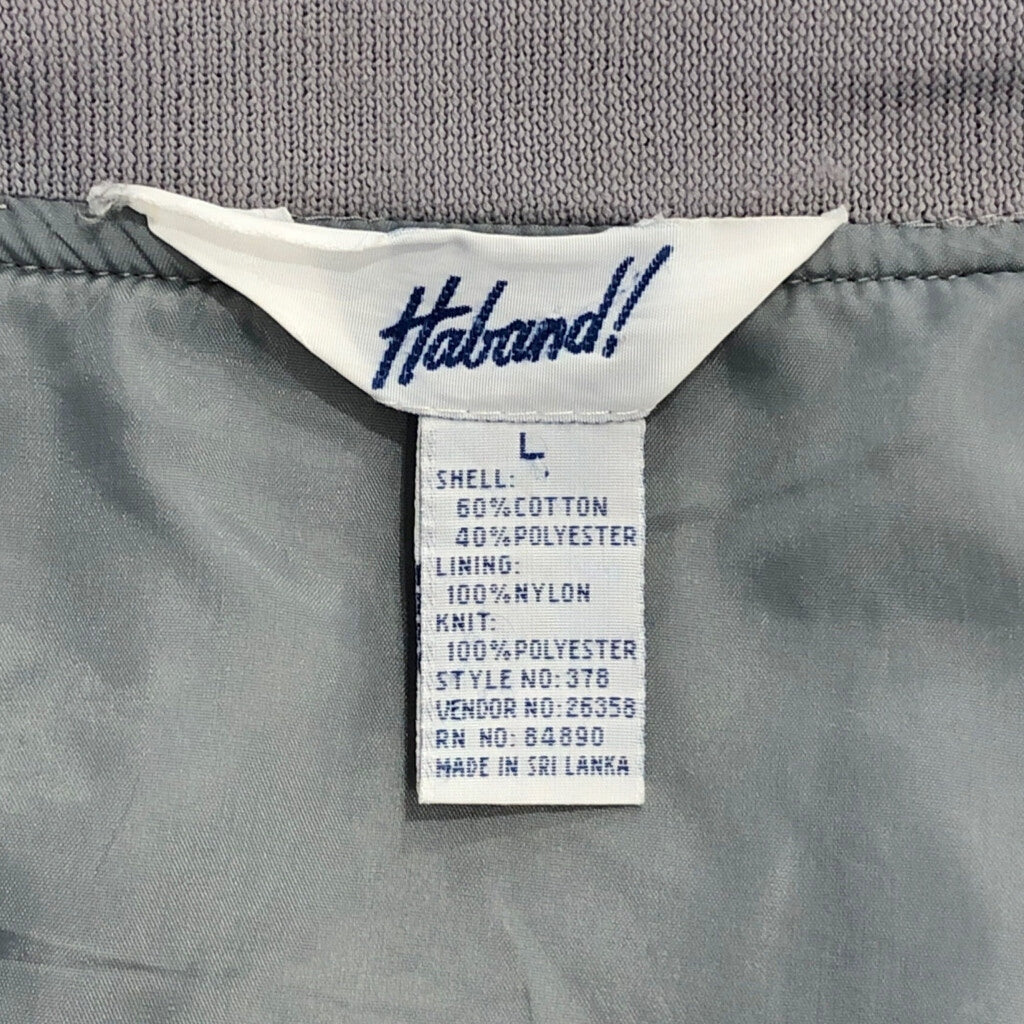 Haband!
L
SHELL:
60%COTTON
40%POLYESTER
LINING:
100%NYLON
KNIT:
100%POLYESTER
STYLE NO: 378
VENDOR NO: 26358
RN NO: 84890
MADE IN SRI LANKA